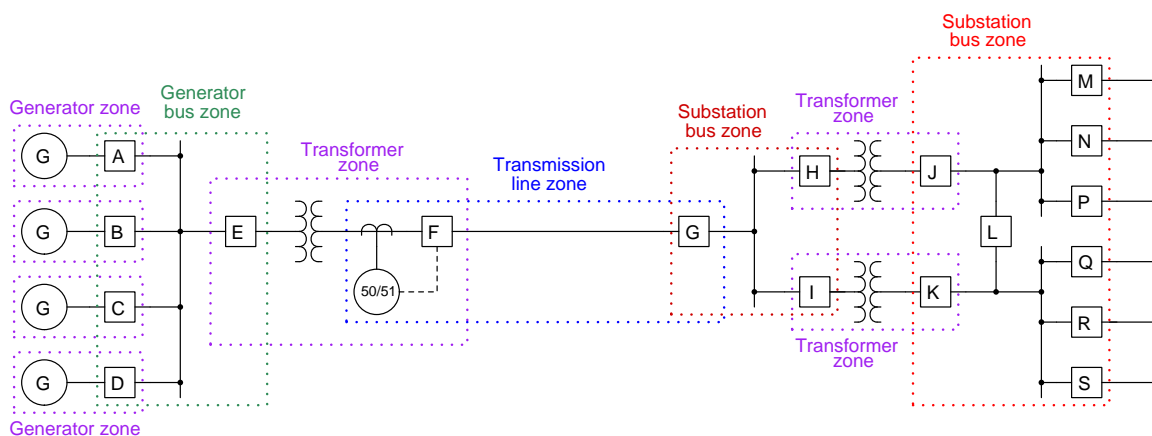 Generator zone
Generator
bus zone
Transformer
zone
Transmission
line zone
Substation
bus zone
Transformer
zone
Substation
bus zone
G
A
G
B
G
C
G
D
Generator zone
E
50/51
F
G
H
I
J
K
Transformer
zone
L
M
N
P
Q
R
S